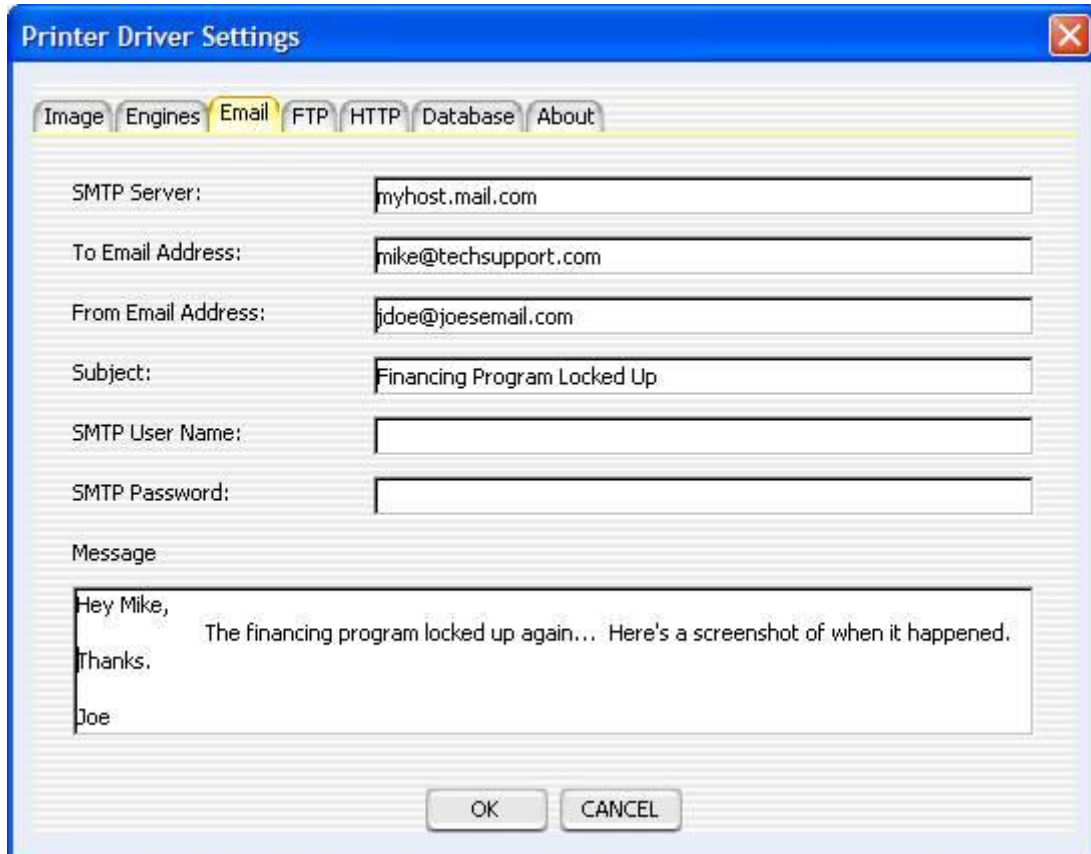 Printer Driver Settings
Image Engines Email FTP HTTP Database About
SMTP Server: myhost.mail.com
To Email Address: mike@techsupport.com
From Email Address: jdoe@joesemail.com
Subject: Financing Program Locked Up
SMTP User Name:
SMTP Password:
Message
Hey Mike,
The financing program locked up again... Here's a screenshot of when it happened.
Thanks.
Joe
OK CANCEL